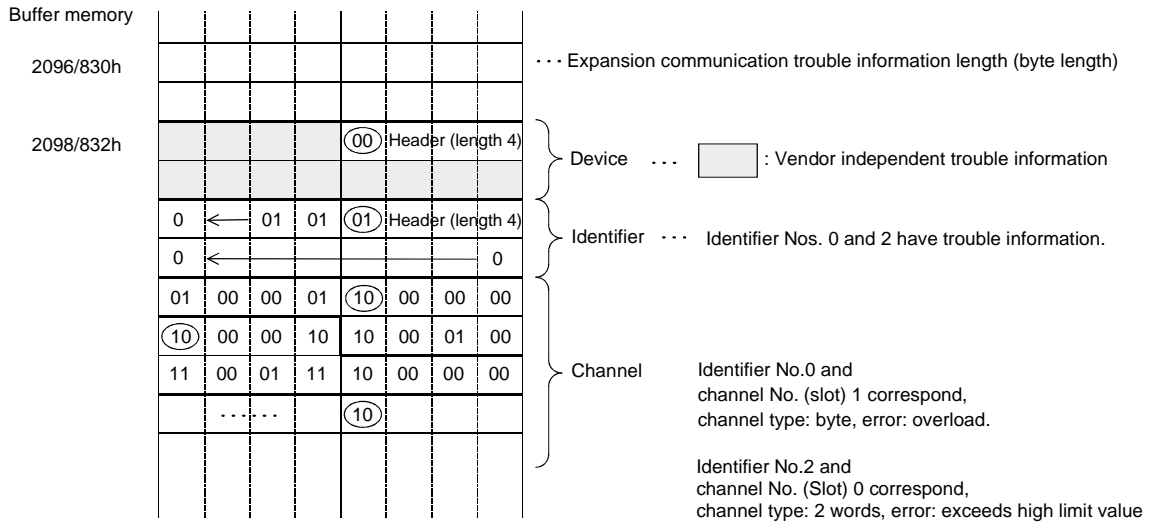 Buffer memory
2096/830h
··· Expansion communication trouble information length (byte length)
2098/832h
00 Header (length 4)
Device ··· : Vendor independent trouble information
0 01 01 01 Header (length 4)
Identifier ··· Identifier Nos. 0 and 2 have trouble information.
0 0
01 00 00 01 10 00 00 00
10 00 00 10 10 00 01 00
11 00 01 11 10 00 00 00
Channel
Identifier No.0 and
channel No. (slot) 1 correspond,
channel type: byte, error: overload.
······ 10
Identifier No.2 and
channel No. (Slot) 0 correspond,
channel type: 2 words, error: exceeds high limit value